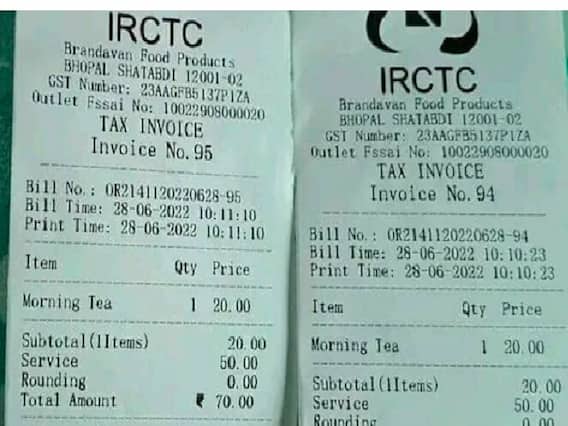 IRCTC
Brandavan Food Products
BHOPAL SHATABDI 12001-02
GST Number: 23AAGFB5137P1ZA
Outlet Fssai No: 10022908000020
TAX INVOICE
Invoice No.95
Bill No.: OR2141120220628-95
Bill Time: 28-06-2022 10:11:10
Print Time: 28-06-2022 10:11:10
Item Qty Price
Morning Tea 1 20.00
Subtotal(1Items) 20.00
Service 50.00
Rounding 0.00
Total Amount ₹ 70.00
IRCTC
Brandavan Food Products
BHOPAL SHATABDI 12001-02
GST Number: 23AAGFB5137P1ZA
Outlet Fssai No: 10022908000020
TAX INVOICE
Invoice No.94
Bill No.: OR2141120220628-94
Bill Time: 28-06-2022 10:10:23
Print Time: 28-06-2022 10:10:23
Item Qty Price
Morning Tea 1 20.00
Subtotal(1Items) 20.00
Service 50.00
Rounding 0.00